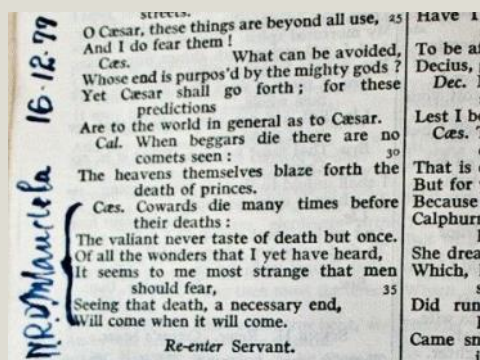 streets.
O Cæsar, these things are beyond all use, 25
And I do fear them !
Cæs. What can be avoided,
Whose end is purpos'd by the mighty gods ?
Yet Cæsar shall go forth ; for these
predictions
Are to the world in general as to Cæsar.
Cal. When beggars die there are no
comets seen : 30
The heavens themselves blaze forth the
death of princes.
Cæs. Cowards die many times before
their deaths :
The valiant never taste of death but once.
Of all the wonders that I yet have heard,
It seems to me most strange that men
should fear, 35
Seeing that death, a necessary end,
Will come when it will come.
Re-enter Servant.
Have I
To be af
Decius,
Dec.
Lest I be
Cæs.
That is
But for
Because
Calphurn
She drea
Which,
Did run
Came sm
NRD Mandela 16·12·79